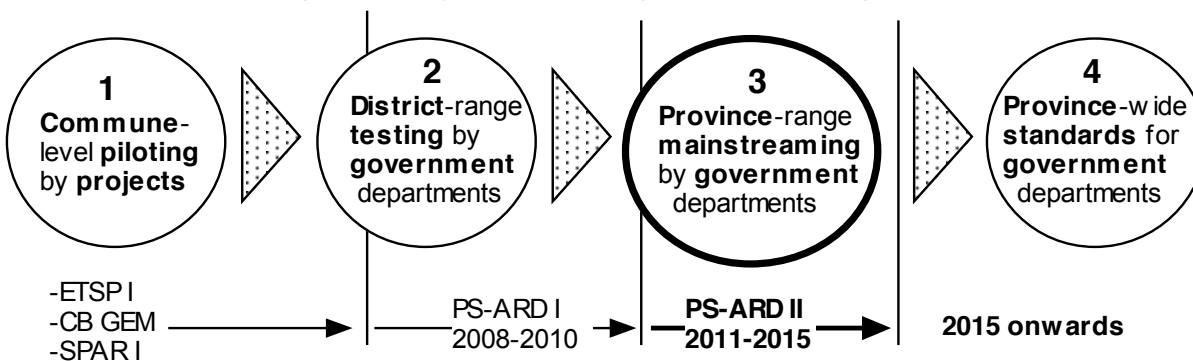 1
Commune-
level piloting
by projects
2
District-range
testing by
government
departments
3
Province-range
mainstreaming
by government
departments
4
Province-wide
standards for
government
departments
-ETSP I
-CB GEM
-SPAR I
PS-ARD I
2008-2010
PS-ARD II
2011-2015
2015 onwards